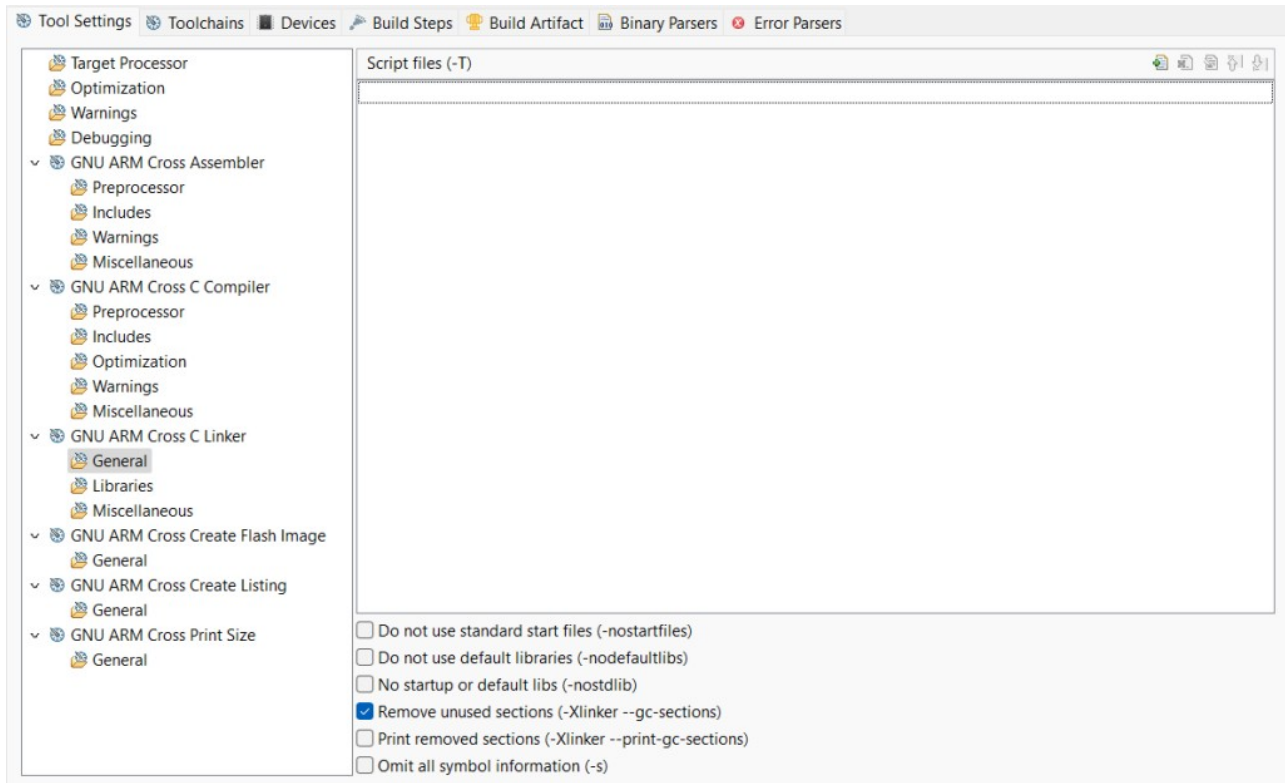 Tool Settings Toolchains Devices Build Steps Build Artifact Binary Parsers Error Parsers
Target Processor
Optimization
Warnings
Debugging
GNU ARM Cross Assembler
Preprocessor
Includes
Warnings
Miscellaneous
GNU ARM Cross C Compiler
Preprocessor
Includes
Optimization
Warnings
Miscellaneous
GNU ARM Cross C Linker
General
Libraries
Miscellaneous
GNU ARM Cross Create Flash Image
General
GNU ARM Cross Create Listing
General
GNU ARM Cross Print Size
General
Script files (-T)
Do not use standard start files (-nostartfiles)
Do not use default libraries (-nodefaultlibs)
No startup or default libs (-nostdlib)
Remove unused sections (-Xlinker --gc-sections)
Print removed sections (-Xlinker --print-gc-sections)
Omit all symbol information (-s)